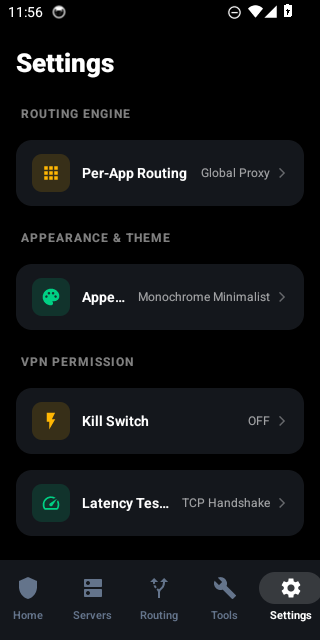 11:56
Settings
ROUTING ENGINE
Per-App Routing Global Proxy
APPEARANCE & THEME
Appe... Monochrome Minimalist
VPN PERMISSION
Kill Switch OFF
Latency Tes... TCP Handshake
Home Servers Routing Tools Settings